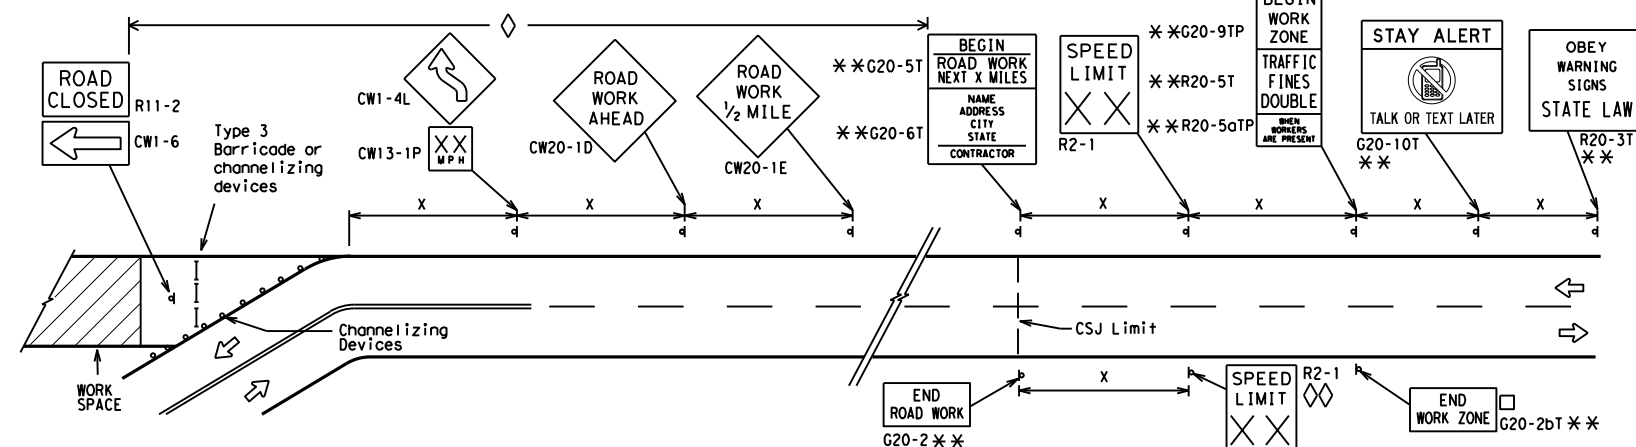 ROAD
CLOSED
R11-2
CW1-6
Type 3
Barricade or
channelizing
devices
CW1-4L
XX
MPH
CW13-1P
ROAD
WORK
AHEAD
CW20-1D
ROAD
WORK
1/2 MILE
CW20-1E
**G20-5T
**G20-6T
BEGIN
ROAD WORK
NEXT X MILES
NAME
ADDRESS
CITY
STATE
CONTRACTOR
SPEED
LIMIT
X X
R2-1
**G20-9TP
**R20-5T
**R20-5aTP
BEGIN
WORK
ZONE
TRAFFIC
FINES
DOUBLE
WHEN
WORKERS
ARE PRESENT
STAY ALERT
TALK OR TEXT LATER
G20-10T
**
OBEY
WARNING
SIGNS
STATE LAW
R20-3T
**
X
X
X
X
X
X
X
Channelizing
Devices
WORK
SPACE
CSJ Limit
X
END
ROAD WORK
G20-2**
SPEED
LIMIT
X X
R2-1
END
WORK ZONE
G20-2bT**